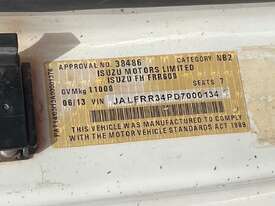 APPROVAL NO. 38486 CATEGORY NB2
ISUZU MOTORS LIMITED
ISUZU FH FRR600
GVMkg 11000 SEATS 7
06/13 VIN JALFRR34PD7000134
THIS VEHICLE WAS MANUFACTURED TO COMPLY
WITH THE MOTOR VEHICLE STANDARDS ACT 1989